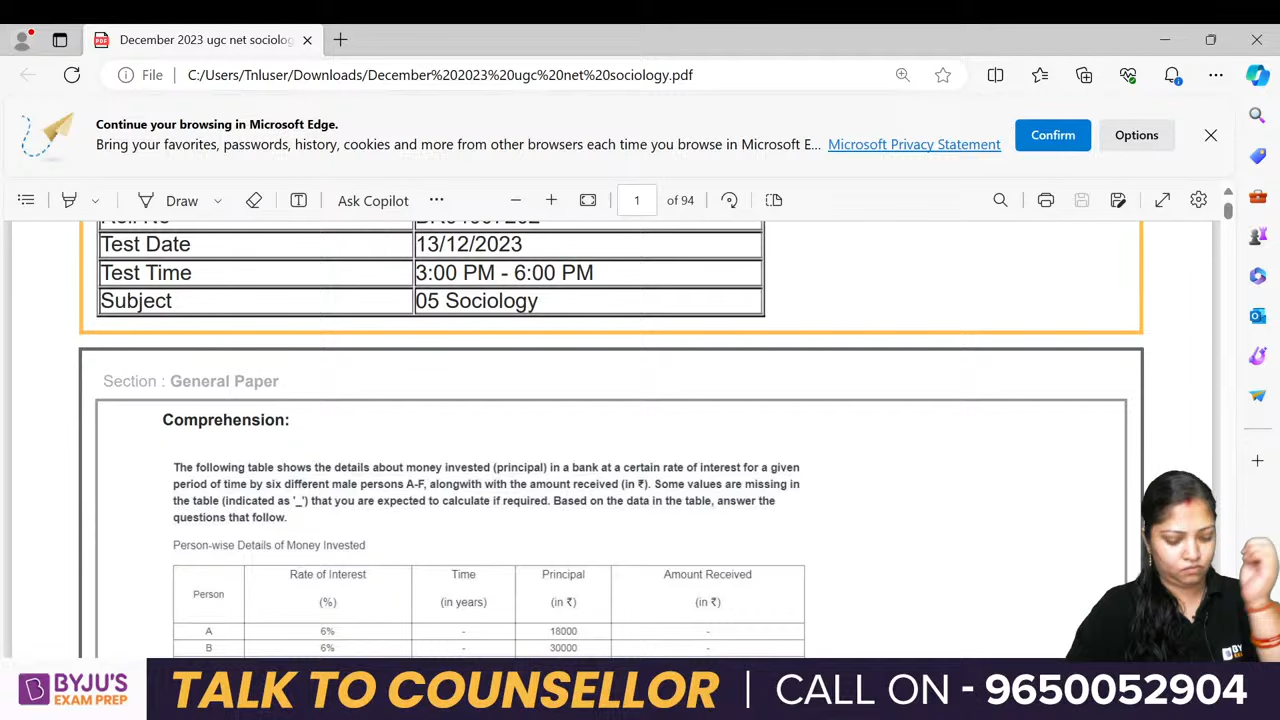 December 2023 ugc net sociolog
File C:/Users/Tnluser/Downloads/December%202023%20ugc%20net%20sociology.pdf
Continue your browsing in Microsoft Edge.
Bring your favorites, passwords, history, cookies and more from other browsers each time you browse in Microsoft E... Microsoft Privacy Statement
Confirm
Options
Draw
Ask Copilot
1 of 94
Test Date 13/12/2023
Test Time 3:00 PM - 6:00 PM
Subject 05 Sociology
Section : General Paper
Comprehension:
The following table shows the details about money invested (principal) in a bank at a certain rate of interest for a given
period of time by six different male persons A-F, alongwith with the amount received (in ₹). Some values are missing in
the table (indicated as '_') that you are expected to calculate if required. Based on the data in the table, answer the
questions that follow.
Person-wise Details of Money Invested
Person Rate of Interest (%) Time (in years) Principal (in ₹) Amount Received (in ₹)
A 6% - 18000 -
B 6% 30000
BYJU'S
EXAM PREP
TALK TO COUNSELLOR | CALL ON - 9650052904